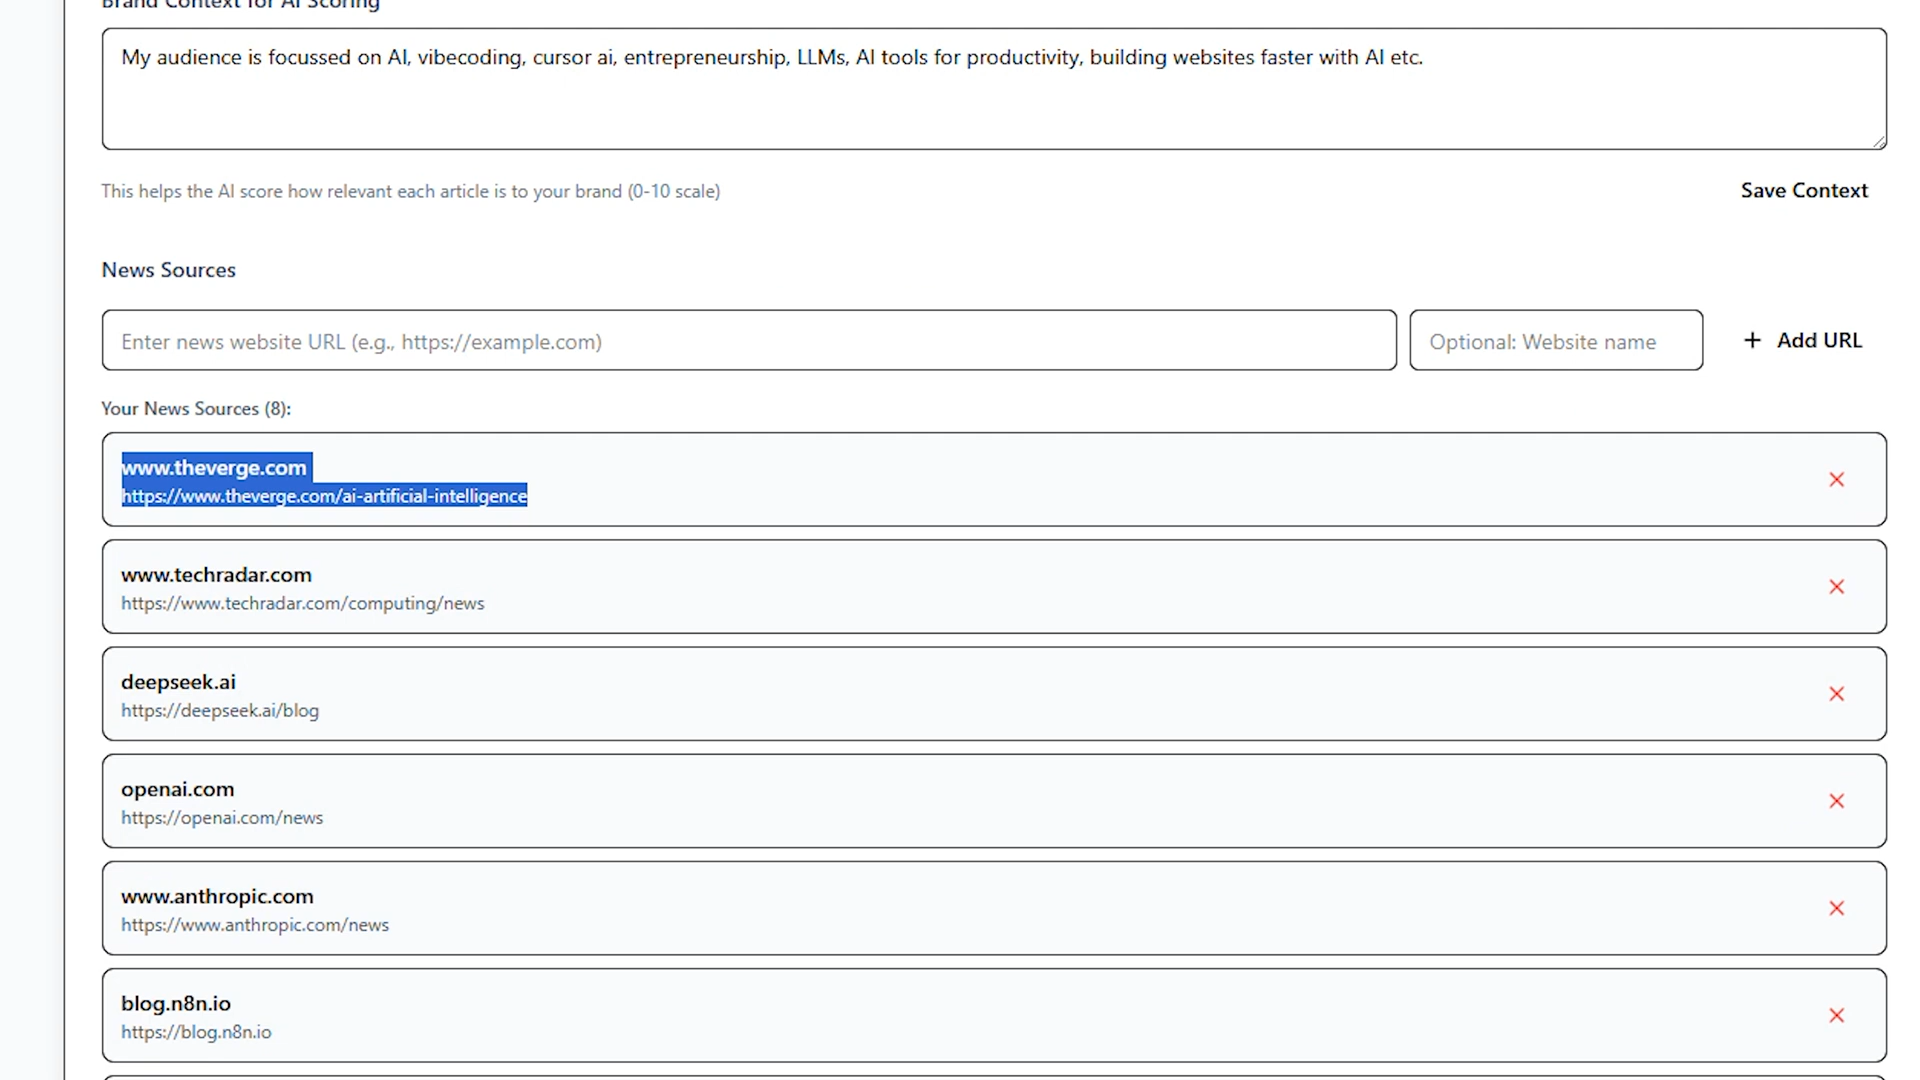 Brand Context for AI Scoring
My audience is focussed on AI, vibecoding, cursor ai, entrepreneurship, LLMs, AI tools for productivity, building websites faster with AI etc.
This helps the AI score how relevant each article is to your brand (0-10 scale)
Save Context
News Sources
Enter news website URL (e.g., https://example.com)
Optional: Website name
+ Add URL
Your News Sources (8):
www.theverge.com
https://www.theverge.com/ai-artificial-intelligence
www.techradar.com
https://www.techradar.com/computing/news
deepseek.ai
https://deepseek.ai/blog
openai.com
https://openai.com/news
www.anthropic.com
https://www.anthropic.com/news
blog.n8n.io
https://blog.n8n.io